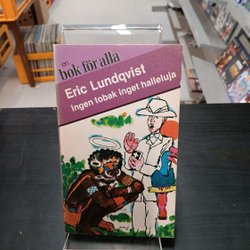 en
bok för alla
Eric Lundqvist
Ingen tobak inget halleluja